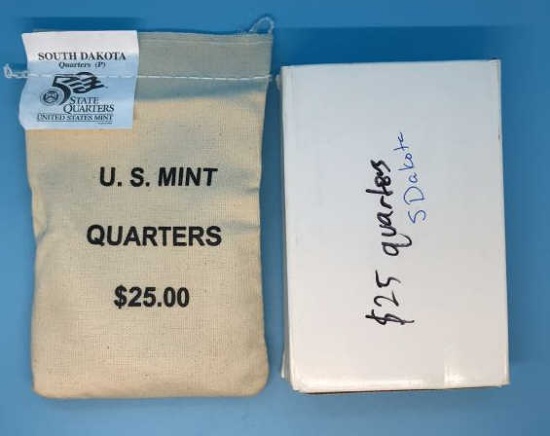 SOUTH DAKOTA
Quarters (P)
50
STATE
QUARTERS
UNITED STATES MINT
U. S. MINT
QUARTERS
$25.00
$25 quarters
S Dakota